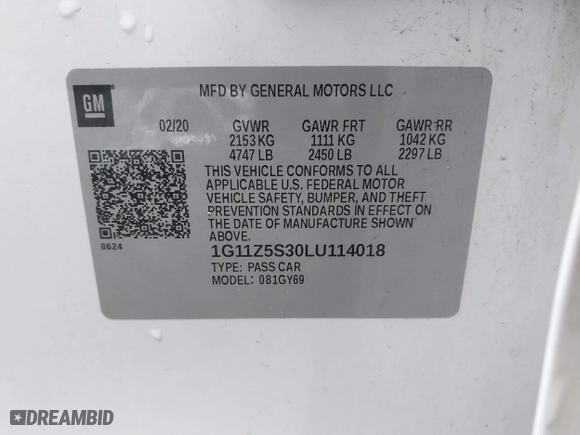 GM
MFD BY GENERAL MOTORS LLC
02/20 GVWR GAWR FRT GAWR RR
2153 KG 1111 KG 1042 KG
4747 LB 2450 LB 2297 LB
THIS VEHICLE CONFORMS TO ALL
APPLICABLE U.S. FEDERAL MOTOR
VEHICLE SAFETY, BUMPER, AND THEFT
PREVENTION STANDARDS IN EFFECT ON
THE DATE OF MANUFACTURE SHOWN
ABOVE.
8624
1G11Z5S30LU114018
TYPE: PASS CAR
MODEL: 081GY69
DREAMBID